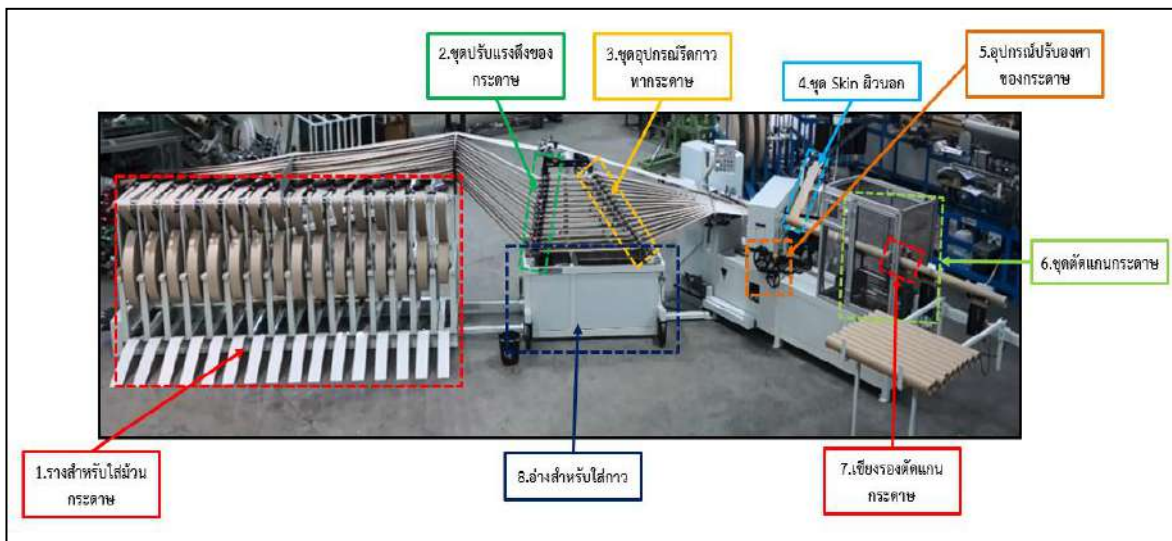 2.ชุดปรับแรงตึงของ
กระดาษ
3.ชุดอุปกรณ์รีดกาว
ทากระดาษ
4.ชุด Skin ผิวนอก
5.อุปกรณ์ปรับองศา
ของกระดาษ
6.ชุดตัดแกนกระดาษ
1.รางสำหรับใส่ม้วน
กระดาษ
8.อ่างสำหรับใส่กาว
7.เขียงรองตัดแกน
กระดาษ